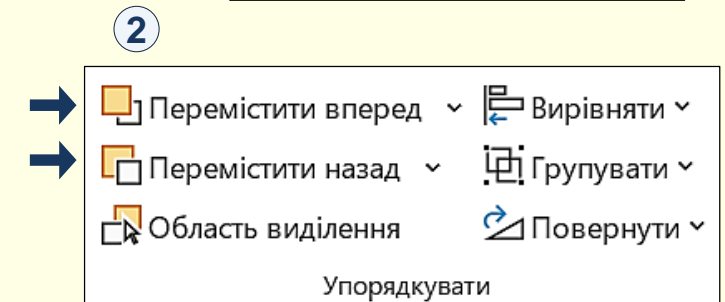 2
Перемістити вперед Вирівняти
Перемістити назад Групувати
Область виділення Повернути
Упорядкувати